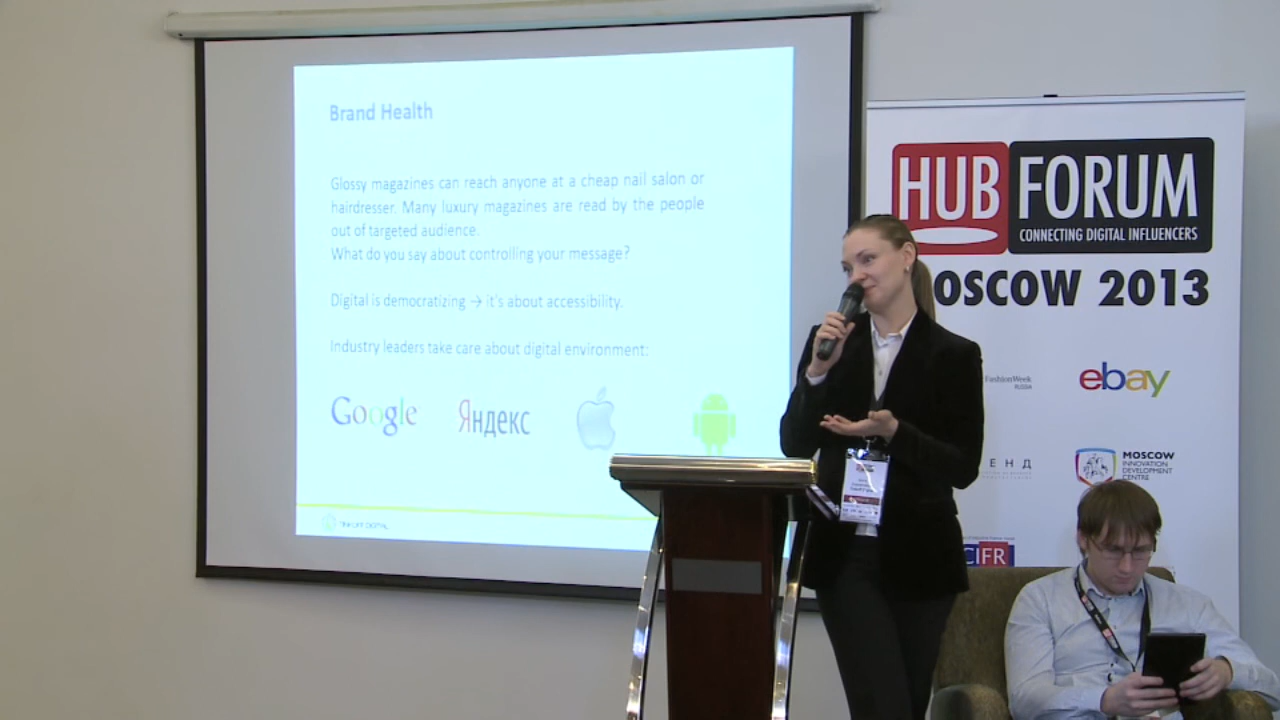 Brand Health
Glossy magazines can reach anyone at a cheap nail salon or
hairdresser. Many luxury magazines are read by the people
out of targeted audience.
What do you say about controlling your message?
Digital is democratizing → it's about accessibility.
Industry leaders take care about digital environment:
Google
Яндекс
HUB FORUM
CONNECTING DIGITAL INFLUENCERS
OSCOW 2013
FashionWeek
RUSSIA
ebay
ЕНД
MOSCOW
INNOVATION
DEVELOPMENT
CENTRE
CIFR